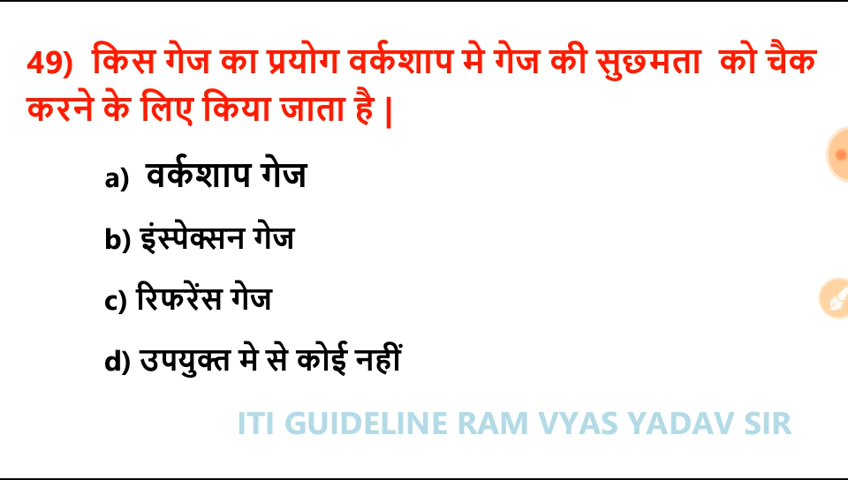 49) किस गेज का प्रयोग वर्कशाप मे गेज की सुछमता को चैक
करने के लिए किया जाता है |
a) वर्कशाप गेज
b) इंस्पेक्सन गेज
c) रिफरेंस गेज
d) उपयुक्त मे से कोई नहीं
ITI GUIDELINE RAM VYAS YADAV SIR